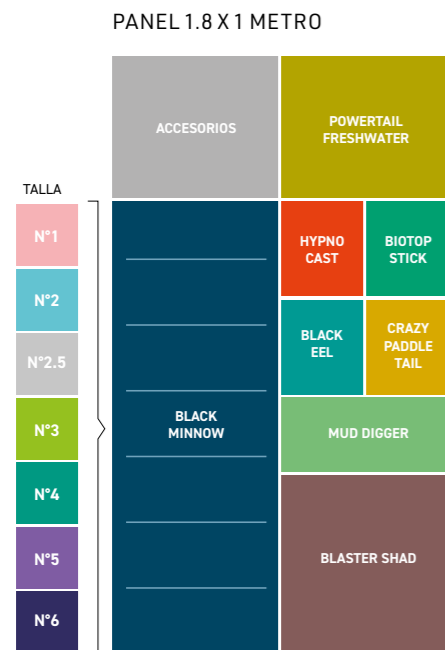 PANEL 1.8 X 1 METRO
ACCESORIOS
POWERTAIL
FRESHWATER
TALLA
N°1
N°2
N°2.5
N°3
N°4
N°5
N°6
BLACK
MINNOW
HYPNO
CAST
BIOTOP
STICK
BLACK
EEL
CRAZY
PADDLE
TAIL
MUD DIGGER
BLASTER SHAD